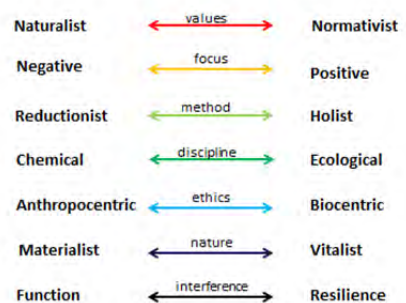 Naturalist values Normativist
Negative focus Positive
Reductionist method Holist
Chemical discipline Ecological
Anthropocentric ethics Biocentric
Materialist nature Vitalist
Function interference Resilience